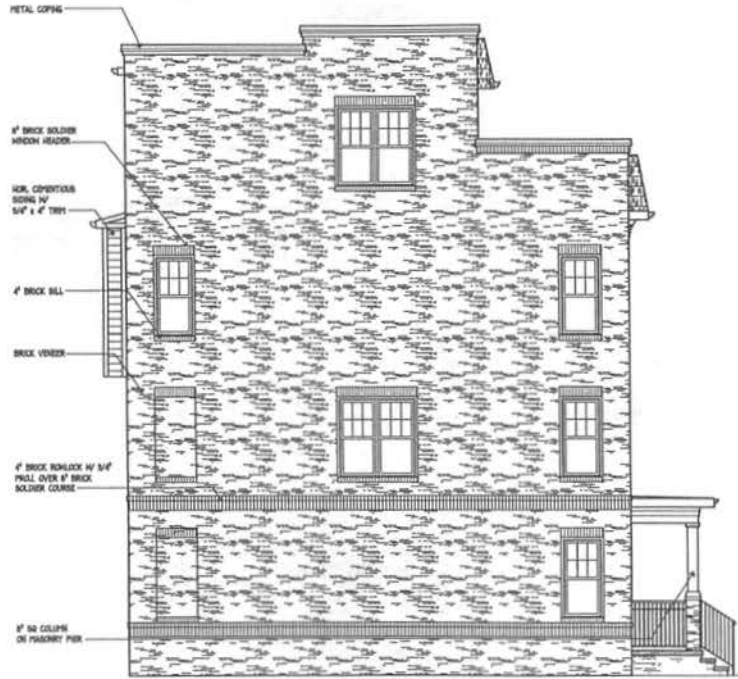 METAL COPING
8" BRICK SOLDIER
WINDOW HEADER
HOR. CEMENTIOUS
SIDING W/
5/4" x 4" TRIM
4" BRICK SILL
BRICK VENEER
4" BRICK ROWLOCK W/ 3/4"
PROJ. OVER 8" BRICK
SOLDIER COURSE
8" SQ COLUMN
ON MASONRY PIER